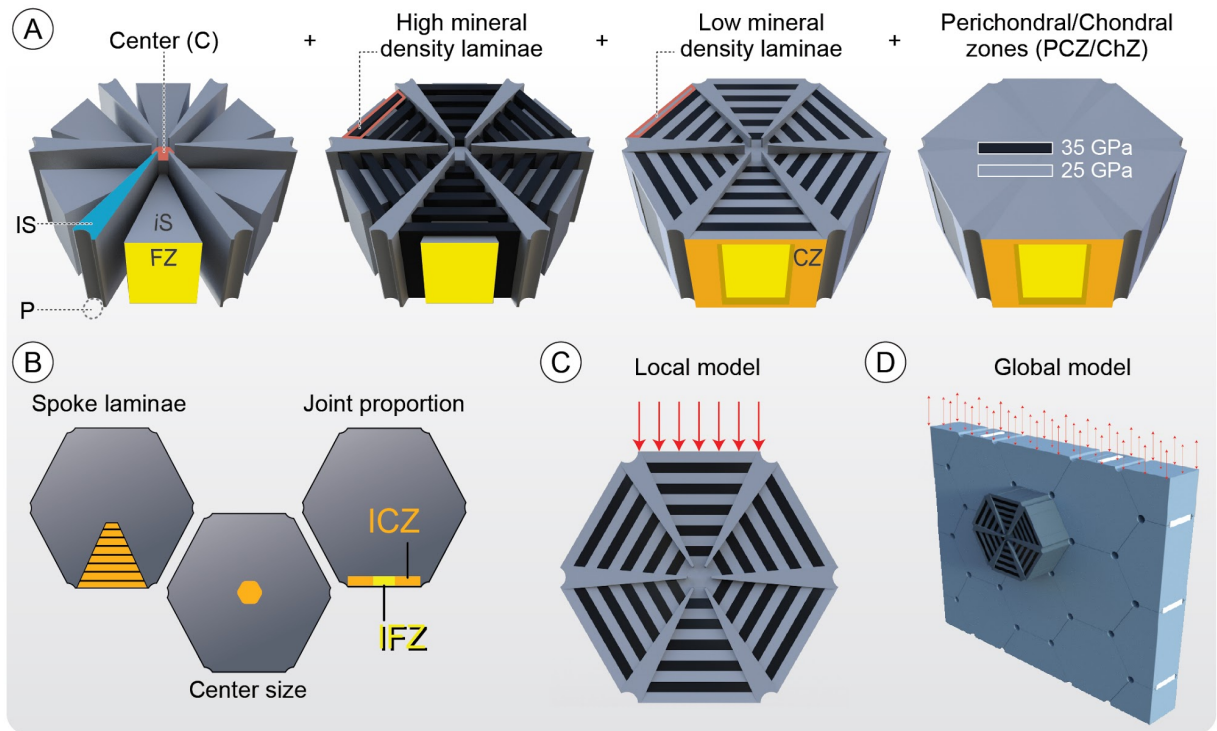 A
Center (C)
+
High mineral
density laminae
+
Low mineral
density laminae
+
Perichondral/Chondral
zones (PCZ/ChZ)
35 GPa
25 GPa
IS
iS
FZ
CZ
P
B
Spoke laminae
Joint proportion
ICZ
IFZ
Center size
C
Local model
D
Global model